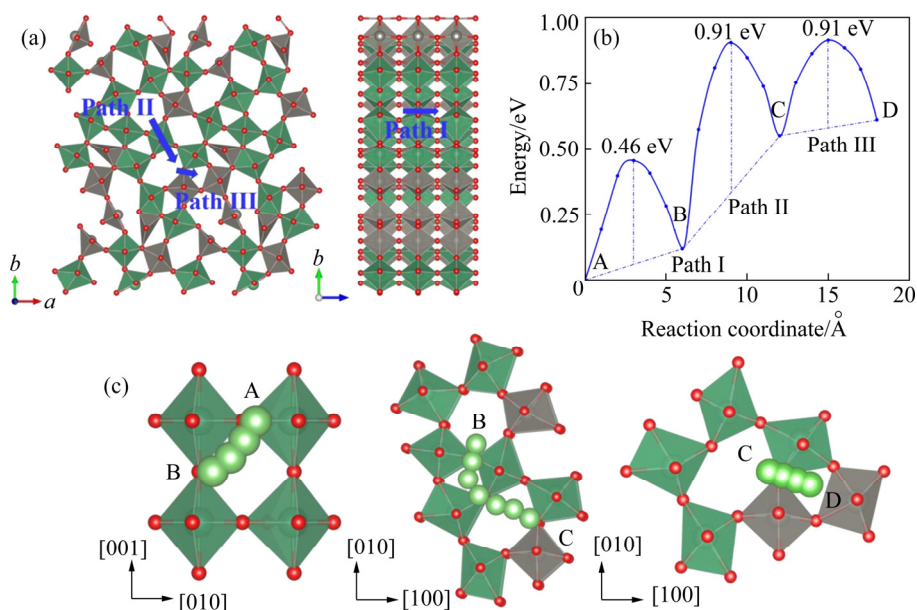 (a)
Path II
Path III
b
a
Path I
b
(b)
Energy/eV
1.00
0.75
0.50
0.25
0 5 10 15 20
Reaction coordinate/Å
0.46 eV
0.91 eV
0.91 eV
A
B
C
D
Path I
Path II
Path III
(c)
A
B
[001]
[010]
B
C
[010]
[100]
C
D
[010]
[100]